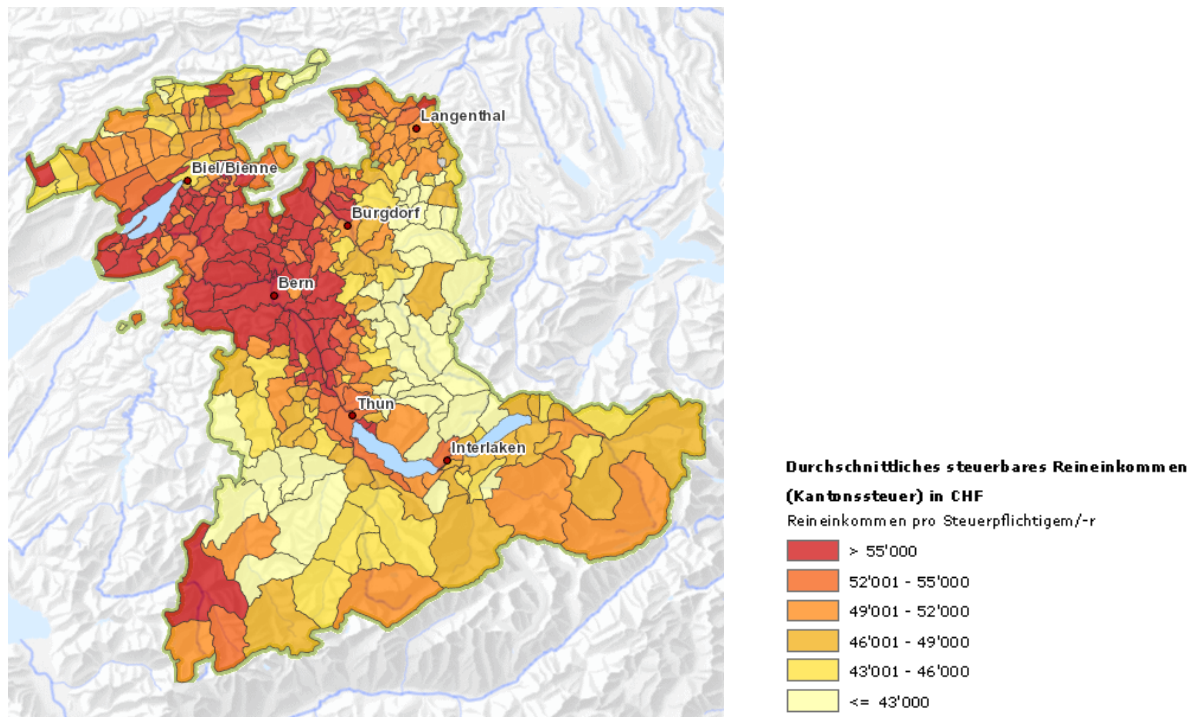 Langenthal
Biel/Bienne
Burgdorf
Bern
Thun
Interlaken
Durchschnittliches steuerbares Reineinkommen
(Kantonssteuer) in CHF
Reineinkommen pro Steuerpflichtigem/-r
> 55'000
52'001 - 55'000
49'001 - 52'000
46'001 - 49'000
43'001 - 46'000
<= 43'000